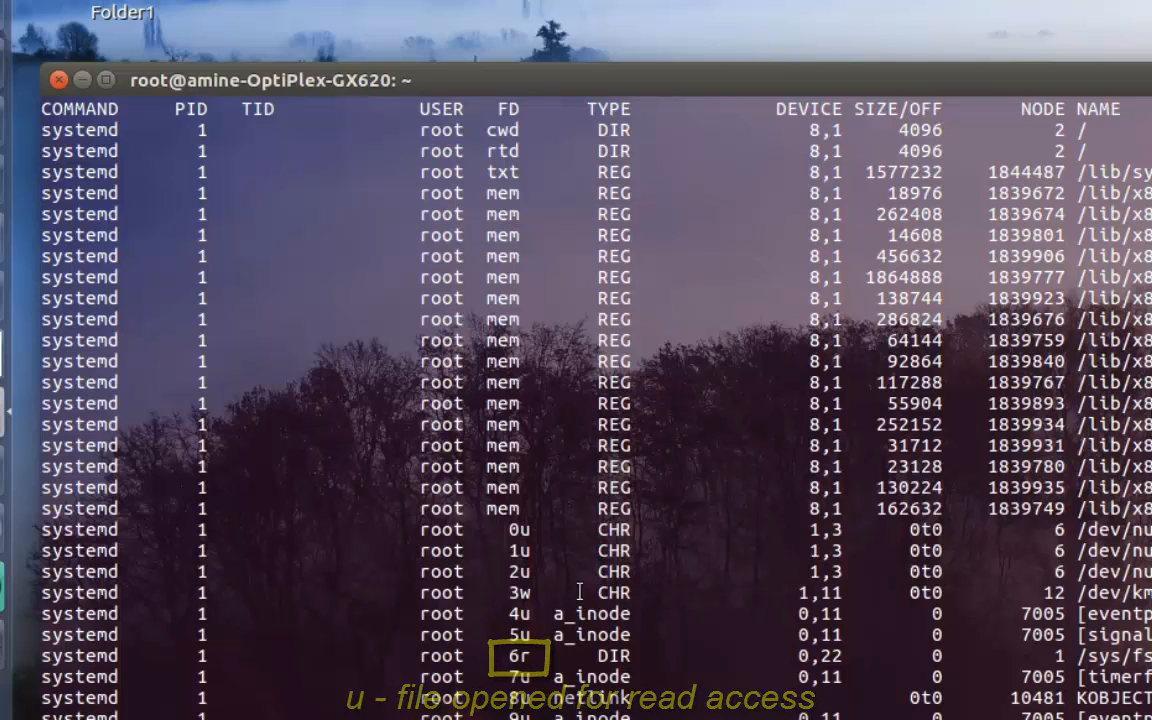 Folder1
root@amine-OptiPlex-GX620: ~
COMMAND PID TID USER FD TYPE DEVICE SIZE/OFF NODE NAME
systemd 1 root cwd DIR 8,1 4096 2 /
systemd 1 root rtd DIR 8,1 4096 2 /
systemd 1 root txt REG 8,1 1577232 1844487 /lib/sy
systemd 1 root mem REG 8,1 18976 1839672 /lib/x8
systemd 1 root mem REG 8,1 262408 1839674 /lib/x8
systemd 1 root mem REG 8,1 14608 1839801 /lib/x8
systemd 1 root mem REG 8,1 456632 1839906 /lib/x8
systemd 1 root mem REG 8,1 1864888 1839777 /lib/x8
systemd 1 root mem REG 8,1 138744 1839923 /lib/x8
systemd 1 root mem REG 8,1 286824 1839676 /lib/x8
systemd 1 root mem REG 8,1 64144 1839759 /lib/x8
systemd 1 root mem REG 8,1 92864 1839840 /lib/x8
systemd 1 root mem REG 8,1 117288 1839767 /lib/x8
systemd 1 root mem REG 8,1 55904 1839893 /lib/x8
systemd 1 root mem REG 8,1 252152 1839934 /lib/x8
systemd 1 root mem REG 8,1 31712 1839931 /lib/x8
systemd 1 root mem REG 8,1 23128 1839780 /lib/x8
systemd 1 root mem REG 8,1 130224 1839935 /lib/x8
systemd 1 root mem REG 8,1 162632 1839749 /lib/x8
systemd 1 root 0u CHR 1,3 0t0 6 /dev/nu
systemd 1 root 1u CHR 1,3 0t0 6 /dev/nu
systemd 1 root 2u CHR 1,3 0t0 6 /dev/nu
systemd 1 root 3w CHR 1,11 0t0 12 /dev/km
systemd 1 root 4u a_inode 0,11 0 7005 [eventp
systemd 1 root 5u a_inode 0,11 0 7005 [signal
systemd 1 root 6r DIR 0,22 0 1 /sys/fs
systemd 1 root 7u a_inode 0,11 0 7005 [timerf
systemd 1 root 8u netlink 0t0 10481 KOBJECT
u - file opened for read access
systemd 1 root 9u a_inode 0,11 0 7005 [eventp